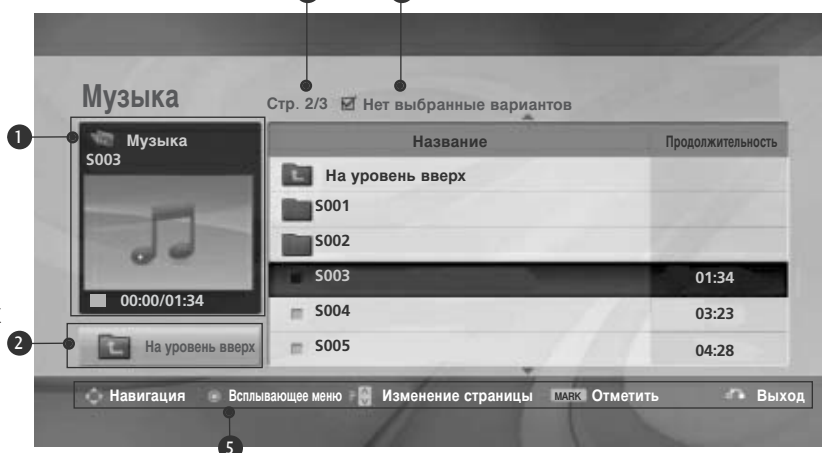 Музыка
Стр. 2/3 Нет выбранные вариантов
1
Музыка
S003
00:00/01:34
2
На уровень вверх
Название Продолжительность
На уровень вверх
S001
S002
S003 01:34
S004 03:23
S005 04:28
Навигация Всплывающее меню Изменение страницы MARK Отметить Выход
5